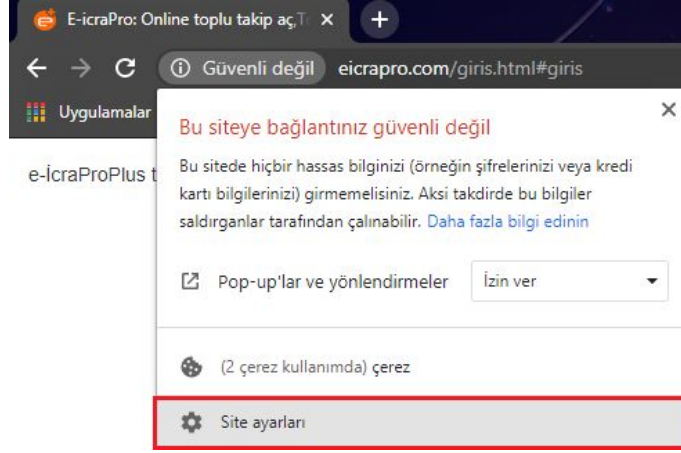 E-icraPro: Online toplu takip aç,T
Güvenli değil eicrapro.com/giris.html#giris
Uygulamalar
Bu siteye bağlantınız güvenli değil
e-İcraProPlus t
Bu sitede hiçbir hassas bilginizi (örneğin şifrelerinizi veya kredi
kartı bilgilerinizi) girmemelisiniz. Aksi takdirde bu bilgiler
saldırganlar tarafından çalınabilir. Daha fazla bilgi edinin
Pop-up'lar ve yönlendirmeler İzin ver
(2 çerez kullanımda) çerez
Site ayarları